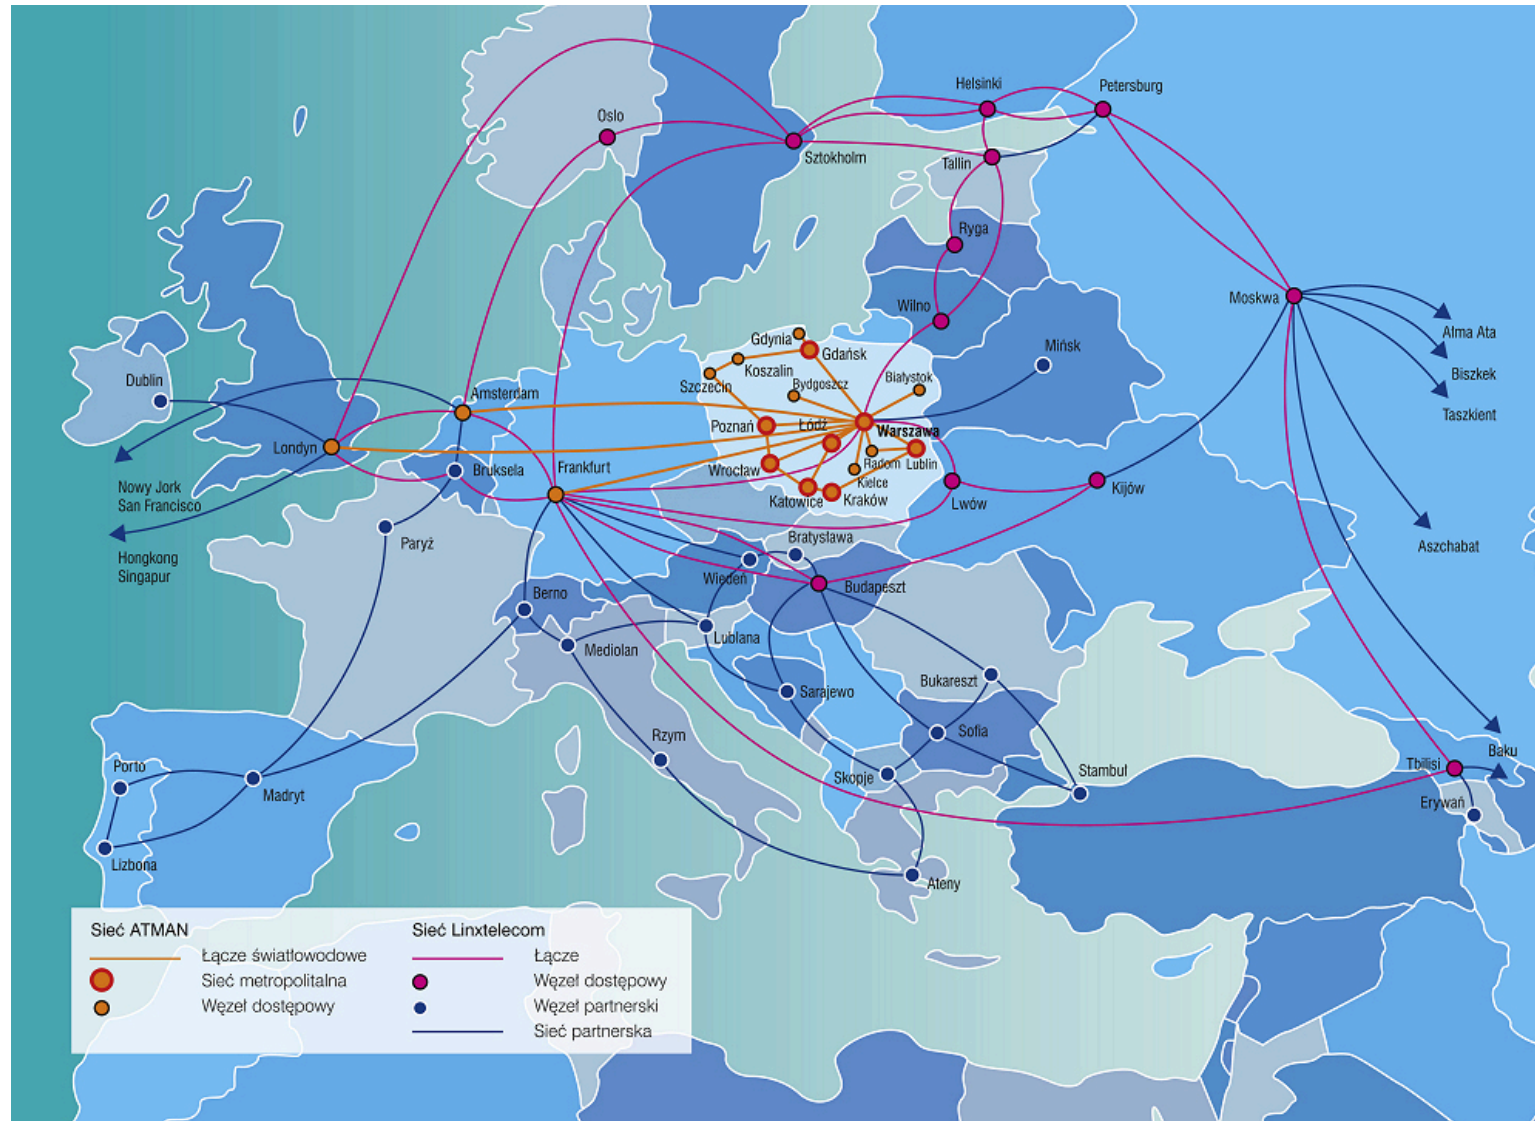 Helsinki
Petersburg
Oslo
Sztokholm
Tallin
Ryga
Moskwa
Wilno
Alma Ata
Gdynia
Gdańsk
Mińsk
Koszalin
Biszkek
Dublin
Szczecin
Bydgoszcz
Białystok
Amsterdam
Taszkient
Poznań
Łódź
Warszawa
Londyn
Bruksela
Frankfurt
Wrocław
Radom
Lublin
Kielce
Nowy Jork
San Francisco
Katowice
Kraków
Lwów
Kijów
Paryż
Bratysława
Aszchabat
Hongkong
Singapur
Wiedeń
Budapeszt
Berno
Lublana
Mediolan
Bukareszt
Sarajewo
Rzym
Sofia
Baku
Porto
Madryt
Skopje
Stambuł
Tbilisi
Erywań
Lizbona
Ateny
Sieć ATMAN
Łącze światłowodowe
Sieć metropolitalna
Węzeł dostępowy
Sieć Linxtelecom
Łącze
Węzeł dostępowy
Węzeł partnerski
Sieć partnerska